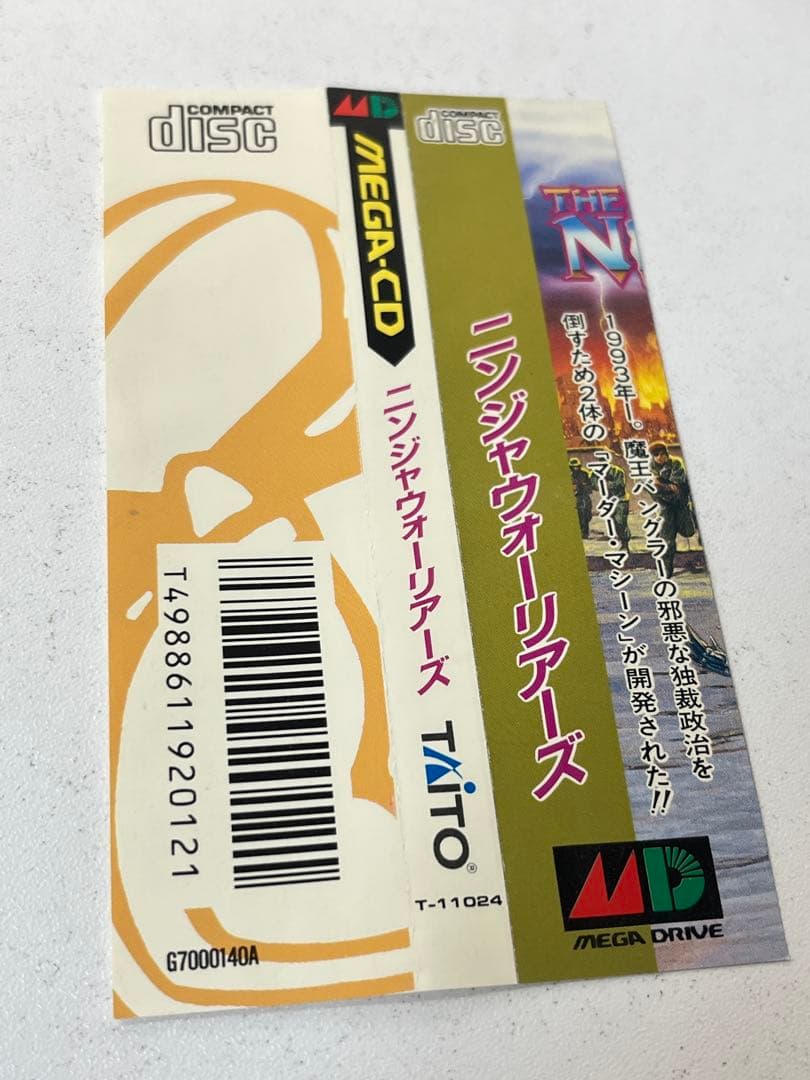 COMPACT
disc
T4988611920121
G7000140A
MD
MEGA-CD
ニンジャウォーリアーズ
TAITO®
T-11024
COMPACT
disc
ニンジャウォーリアーズ
THE
1993年ー。魔王バングラーの邪悪な独裁政治を
倒すため2体の「マーダー・マシーン」が開発された!!
MD
MEGA DRIVE